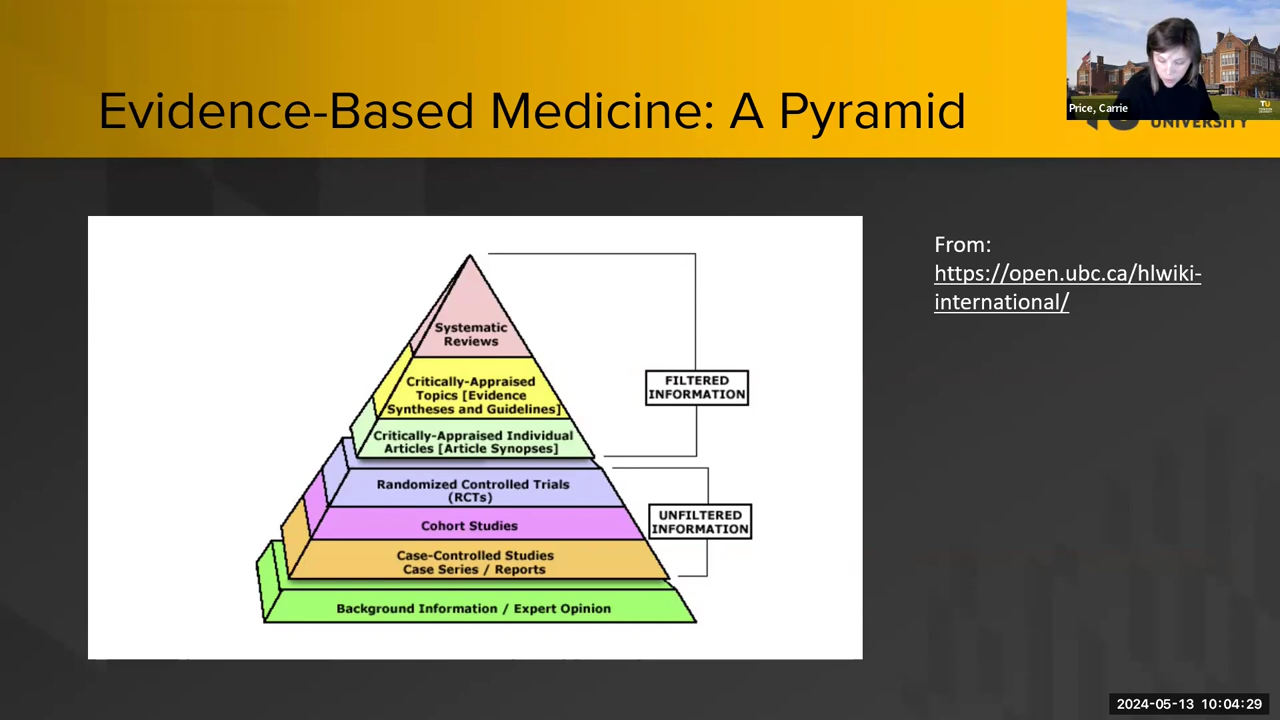 Evidence-Based Medicine: A Pyramid
Price, Carrie
TU
UNIVERSITY
From:
https://open.ubc.ca/hlwiki-
international/
Systematic
Reviews
Critically-Appraised
Topics [Evidence
Syntheses and Guidelines]
Critically-Appraised Individual
Articles [Article Synopses]
FILTERED
INFORMATION
Randomized Controlled Trials
(RCTs)
Cohort Studies
Case-Controlled Studies
Case Series / Reports
UNFILTERED
INFORMATION
Background Information / Expert Opinion
2024-05-13 10:04:29